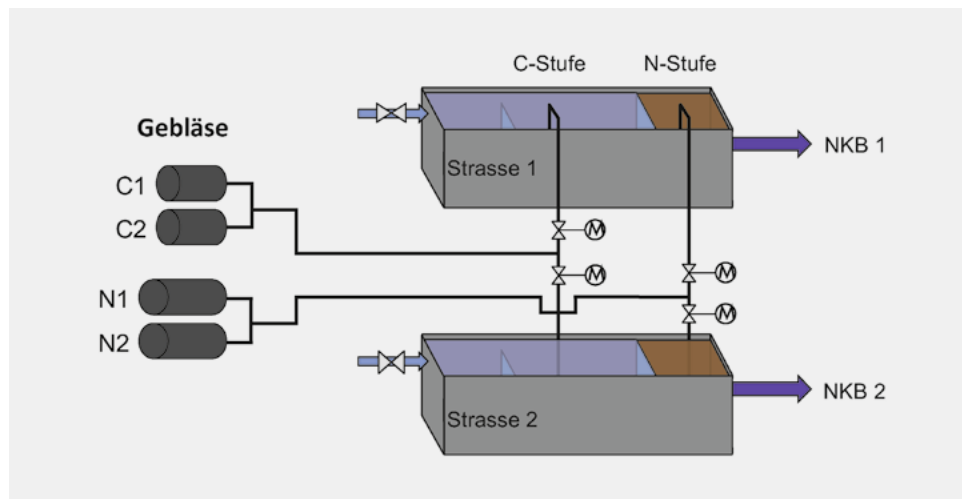 C-Stufe
N-Stufe
Gebläse
NKB 1
Strasse 1
C1
C2
M
M
M
N1
M
N2
NKB 2
Strasse 2